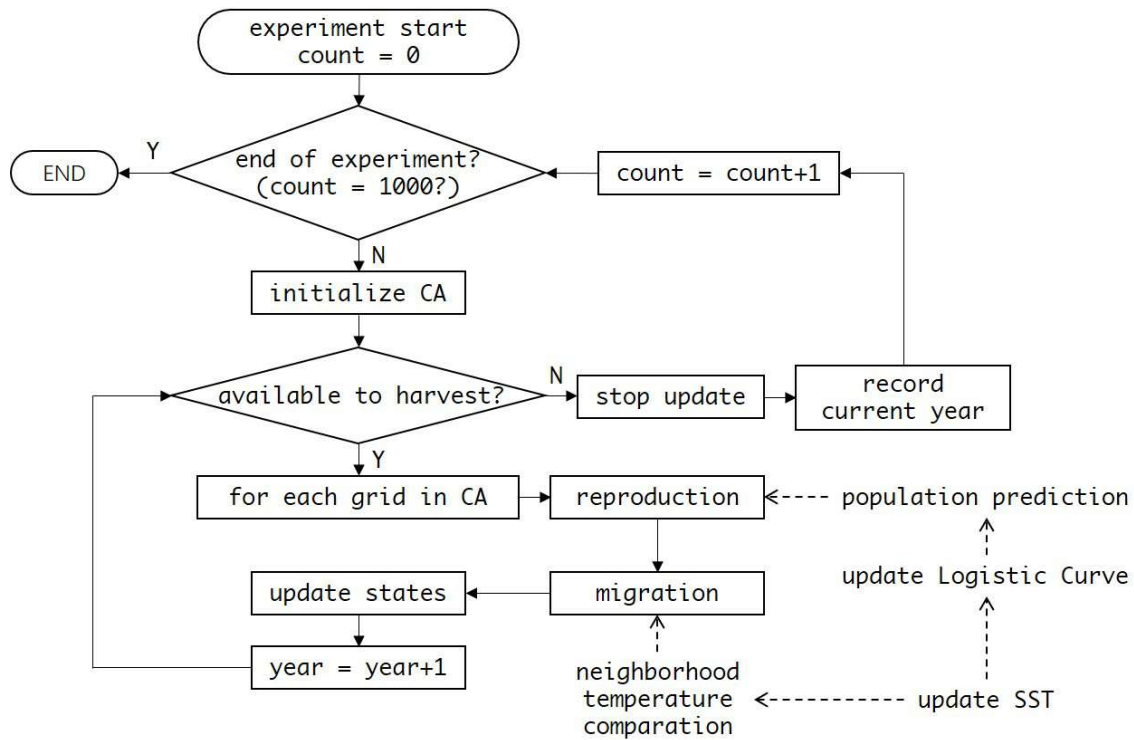 experiment start
count = 0
Y
END
end of experiment?
(count = 1000?)
count = count+1
N
initialize CA
available to harvest?
N
stop update
record
current year
Y
for each grid in CA
reproduction
population prediction
update states
migration
update Logistic Curve
year = year+1
neighborhood
temperature
comparation
update SST